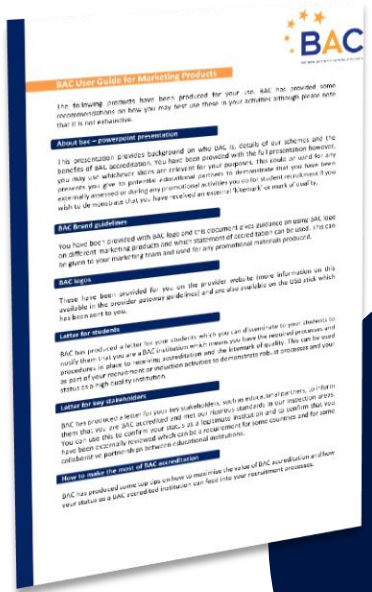 BAC
BAC User Guide for Marketing Products
The following products have been produced for your use. BAC has provided some
recommendations on how you may best use these in your activities although please note
that it is not exhaustive.
About bac – powerpoint presentation
This presentation provides background on who BAC is, details of our schemes and the
benefits of BAC accreditation. You have been provided with the full presentation however,
you may use whichever slides are relevant for your purposes. This could be used for any
presents you give to potential educational partners to demonstrate that you have been
externally assessed or during any promotional activities you do for student recruitment if you
wish to demonstrate that you have received an external 'kitemark' or mark of quality.
BAC Brand guidelines
You have been provided with BAC logo and this document gives guidance on using BAC logo
on different marketing products and which statement of accreditation can be used. This can
be given to your marketing team and used for any promotional materials produced.
BAC logos
These have been provided for you on the provider website (more information on this
available in the provider gateway guidelines) and are also available on the USB stick which
has been sent to you.
Letter for students
BAC has produced a letter for your students which you can disseminate to your students to
notify them that you are a BAC institution which means you have the required processes and
procedures in place to receiving accreditation and the kitemark of quality. This can be used
as part of your recruitment or induction activities to demonstrate robust processes and your
status as a high quality institution.
Letter for key stakeholders
BAC has produced a letter for your key stakeholders, such as educational partners, to inform
them that you are BAC accredited and met our rigorous standards in our inspection areas.
You can use this to confirm your status as a legitimate institution and to confirm that you
have been externally reviewed which can be a requirement for some countries and for some
collaborative partnerships between educational institutions.
How to make the most of BAC accreditation
BAC has produced some top tips on how to maximise the value of BAC accreditation and how
your status as a BAC accredited institution can feed into your recruitment processes.